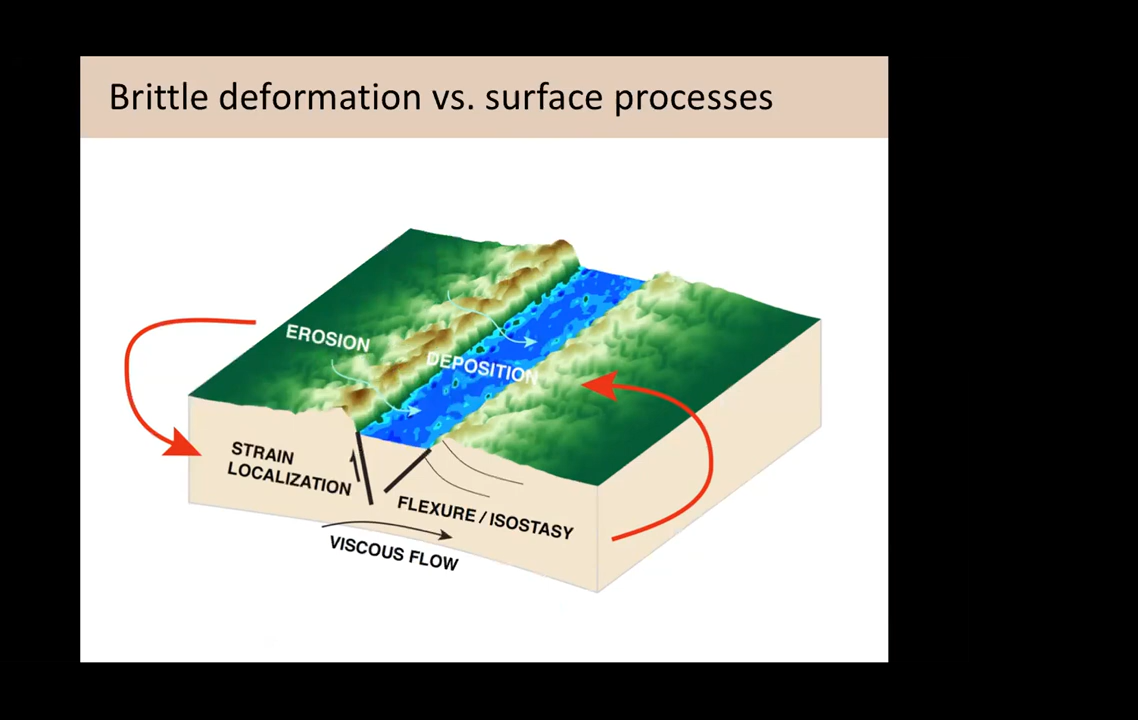 Brittle deformation vs. surface processes
EROSION
DEPOSITION
STRAIN
LOCALIZATION
FLEXURE / ISOSTASY
VISCOUS FLOW